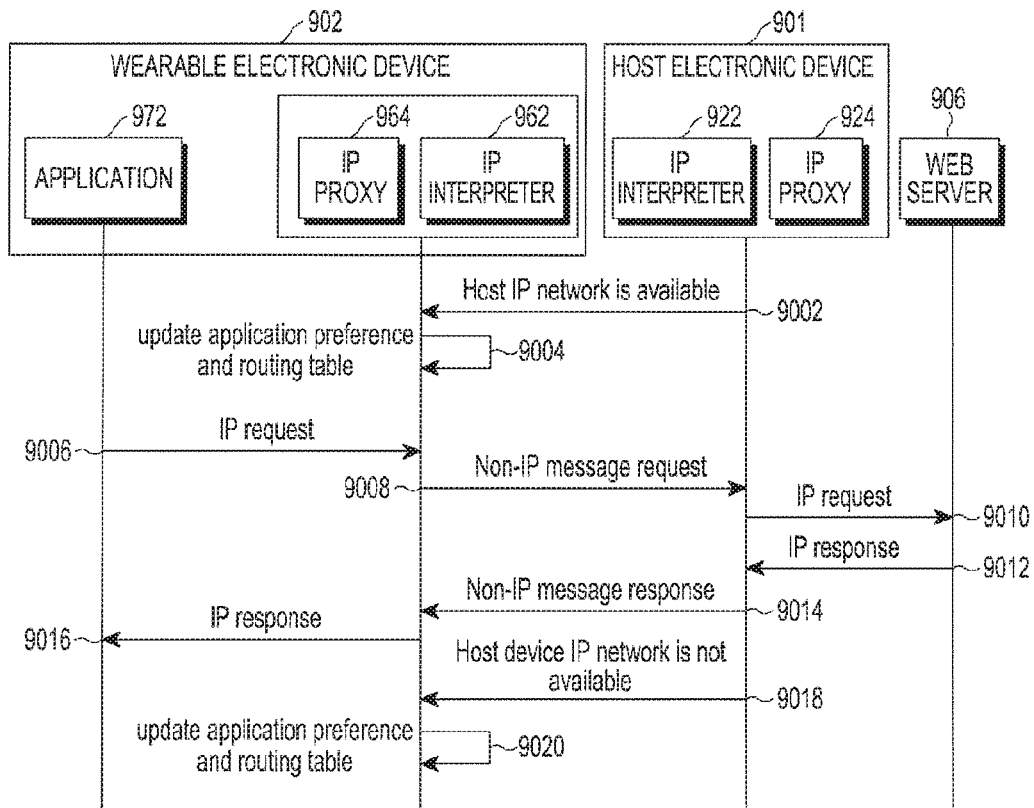 902
901
WEARABLE ELECTRONIC DEVICE
HOST ELECTRONIC DEVICE
972
964
962
922
924
906
APPLICATION
IP
PROXY
IP
INTERPRETER
IP
INTERPRETER
IP
PROXY
WEB
SERVER
Host IP network is available
9002
update application preference
and routing table
9004
IP request
9006
Non-IP message request
9008
IP request
9010
IP response
9012
Non-IP message response
9014
IP response
9016
Host device IP network is not
available
9018
update application preference
and routing table
9020